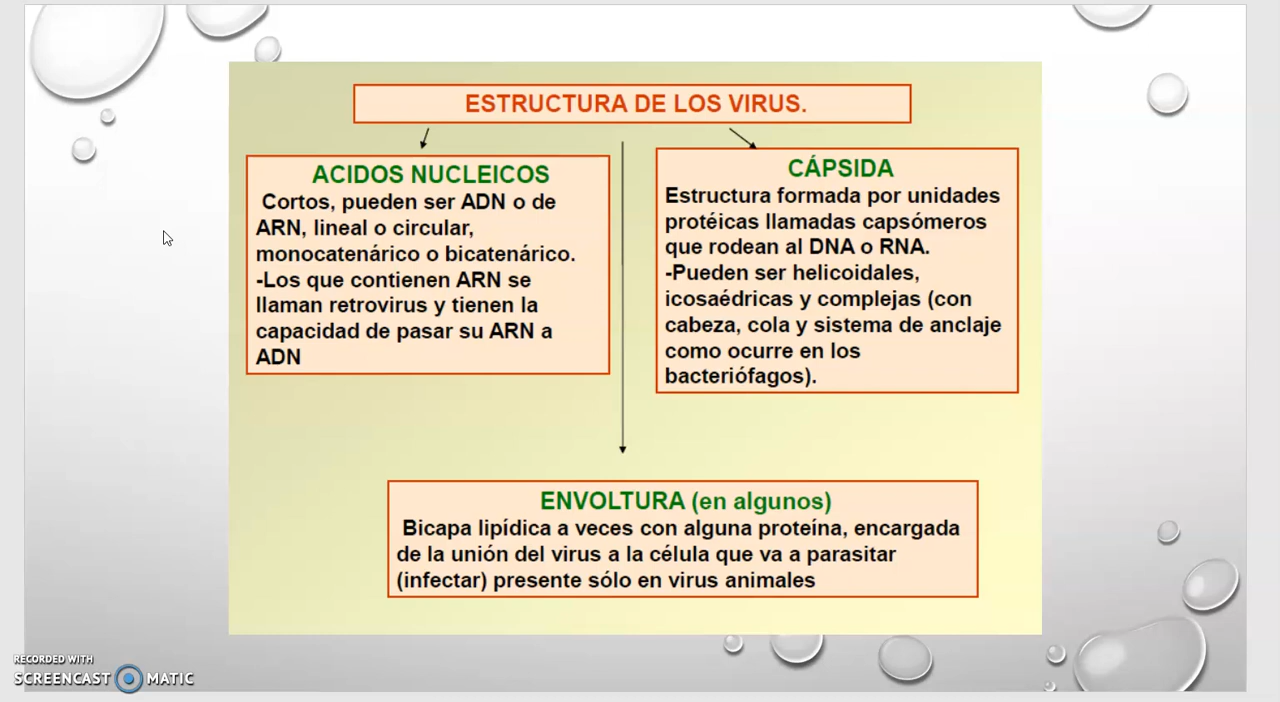 ESTRUCTURA DE LOS VIRUS.
ACIDOS NUCLEICOS
Cortos, pueden ser ADN o de
ARN, lineal o circular,
monocatenárico o bicatenárico.
-Los que contienen ARN se
llaman retrovirus y tienen la
capacidad de pasar su ARN a
ADN
CÁPSIDA
Estructura formada por unidades
protéicas llamadas capsómeros
que rodean al DNA o RNA.
-Pueden ser helicoidales,
icosaédricas y complejas (con
cabeza, cola y sistema de anclaje
como ocurre en los
bacteriófagos).
ENVOLTURA (en algunos)
Bicapa lipídica a veces con alguna proteína, encargada
de la unión del virus a la célula que va a parasitar
(infectar) presente sólo en virus animales
RECORDED WITH
SCREENCAST MATIC